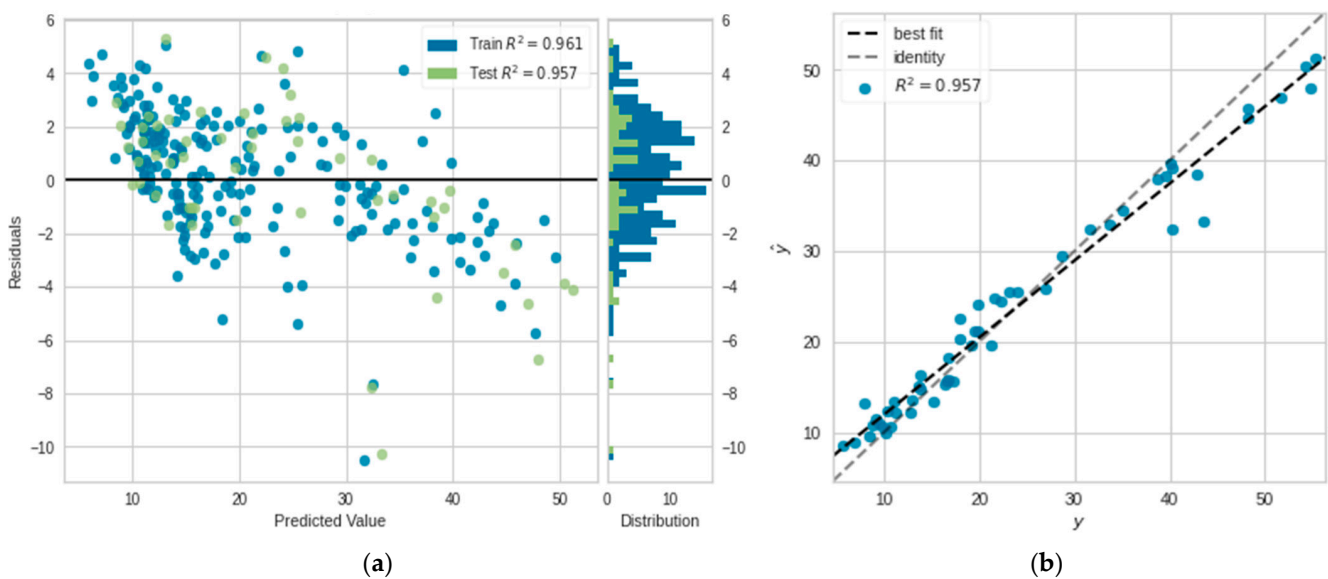 6
4
2
0
−2
−4
−6
−8
−10
Residuals
10
20
30
40
50
Predicted Value
Train R² = 0.961
Test R² = 0.957
6
4
2
0
−2
−4
−6
−8
−10
0
10
Distribution
(a)
best fit
identity
R² = 0.957
50
40
30
20
10
ŷ
10
20
30
40
50
y
(b)